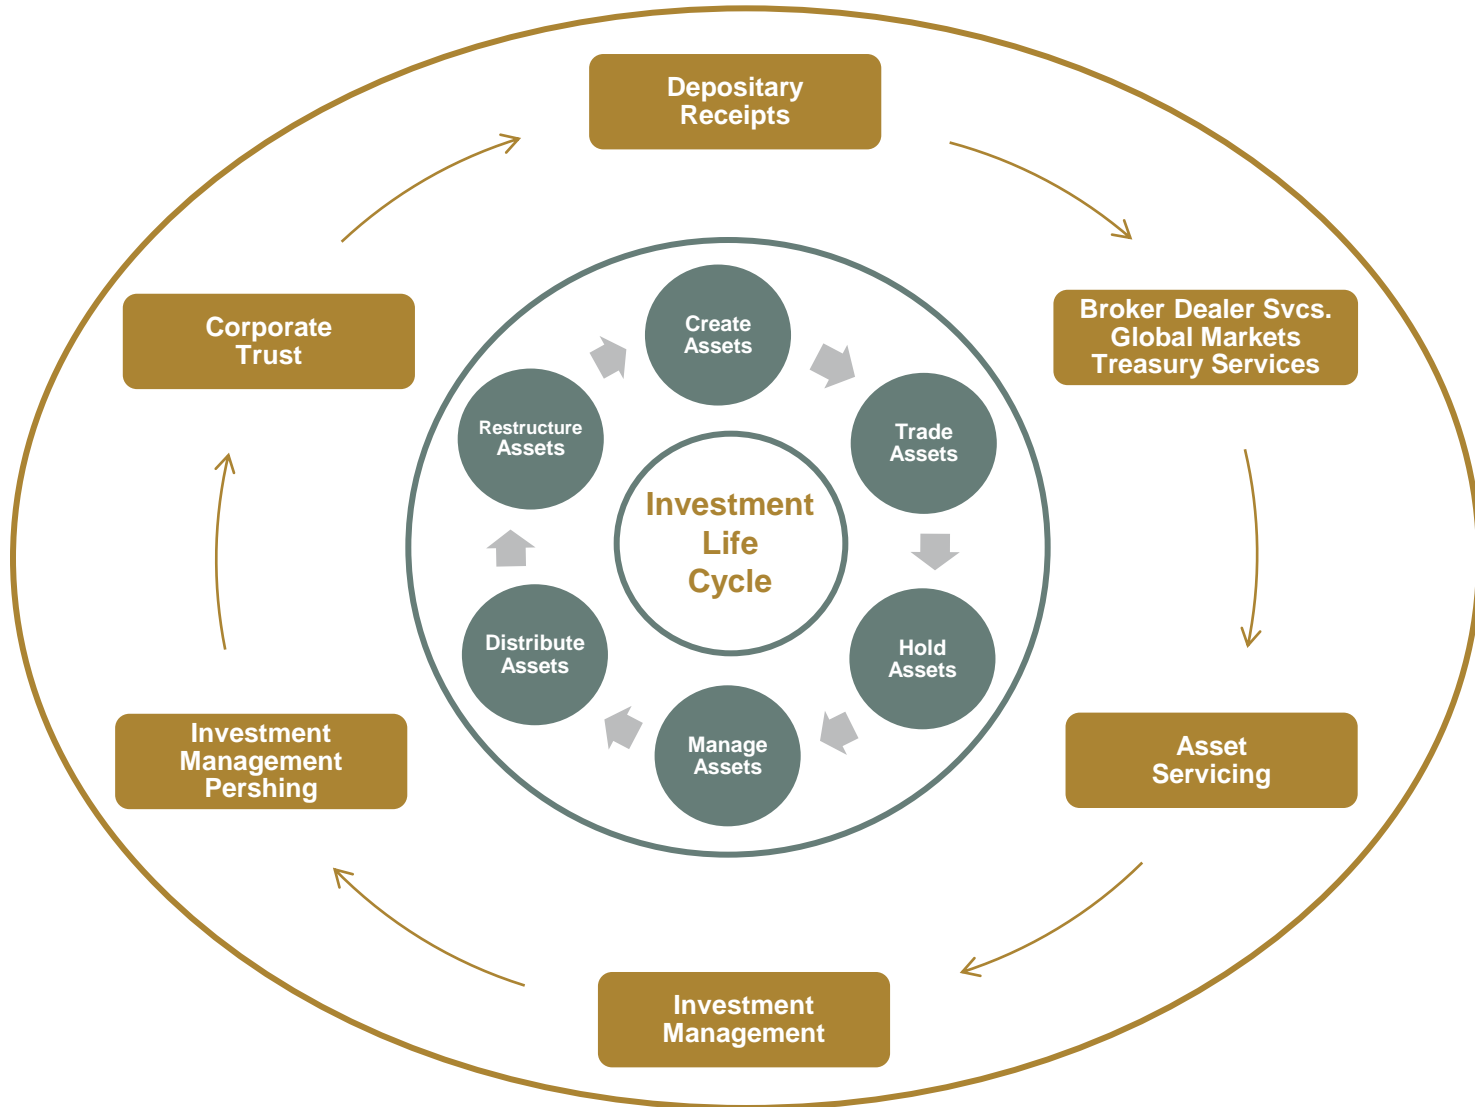 Depositary
Receipts
Broker Dealer Svcs.
Global Markets
Treasury Services
Asset
Servicing
Investment
Management
Investment
Management
Pershing
Corporate
Trust
Create
Assets
Trade
Assets
Hold
Assets
Manage
Assets
Distribute
Assets
Restructure
Assets
Investment
Life
Cycle